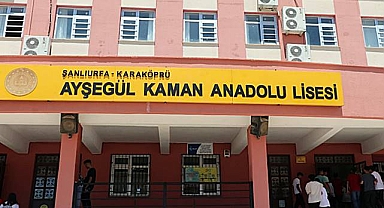 ŞANLIURFA - KARAKÖPRÜ
AYŞEGÜL KAMAN ANADOLU LİSESİ